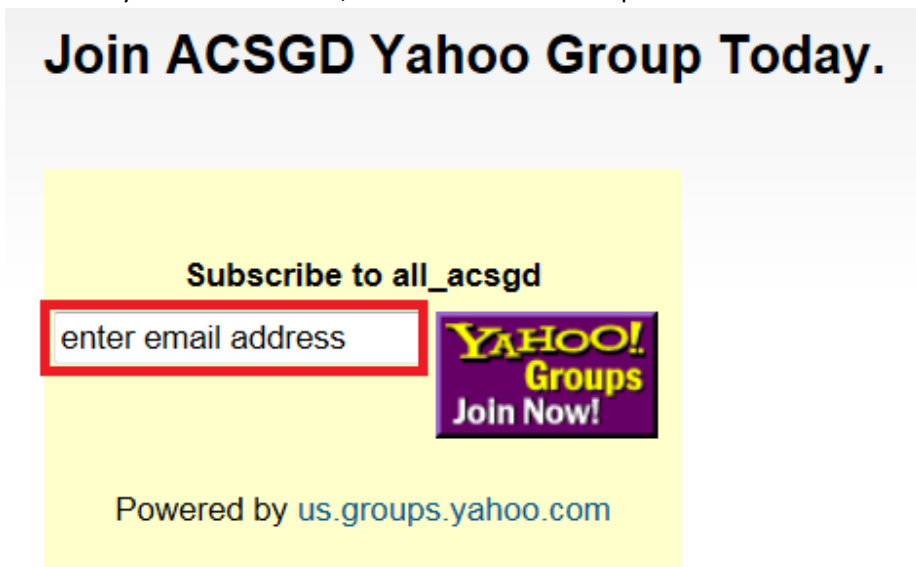 Join ACSGD Yahoo Group Today.
Subscribe to all_acsgd
enter email address
YAHOO!
Groups
Join Now!
Powered by us.groups.yahoo.com